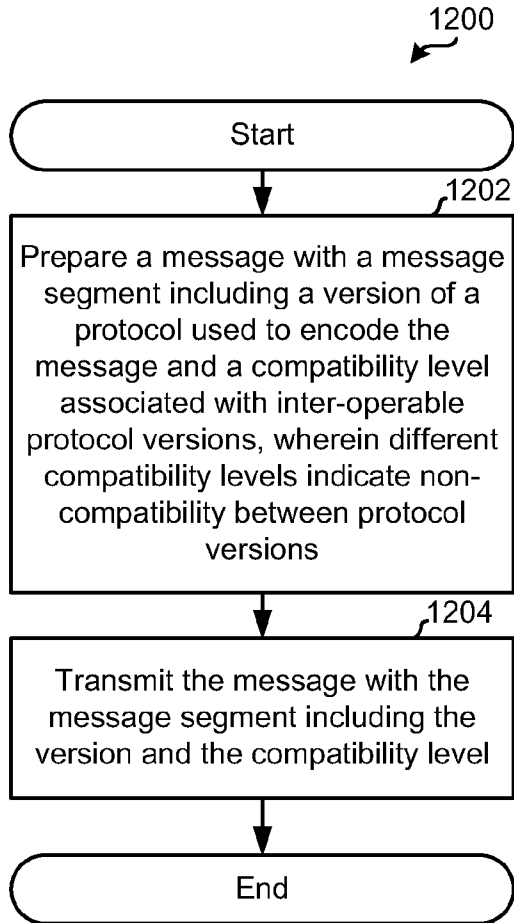 1200
Start
1202
Prepare a message with a message
segment including a version of a
protocol used to encode the
message and a compatibility level
associated with inter-operable
protocol versions, wherein different
compatibility levels indicate non-
compatibility between protocol
versions
1204
Transmit the message with the
message segment including the
version and the compatibility level
End